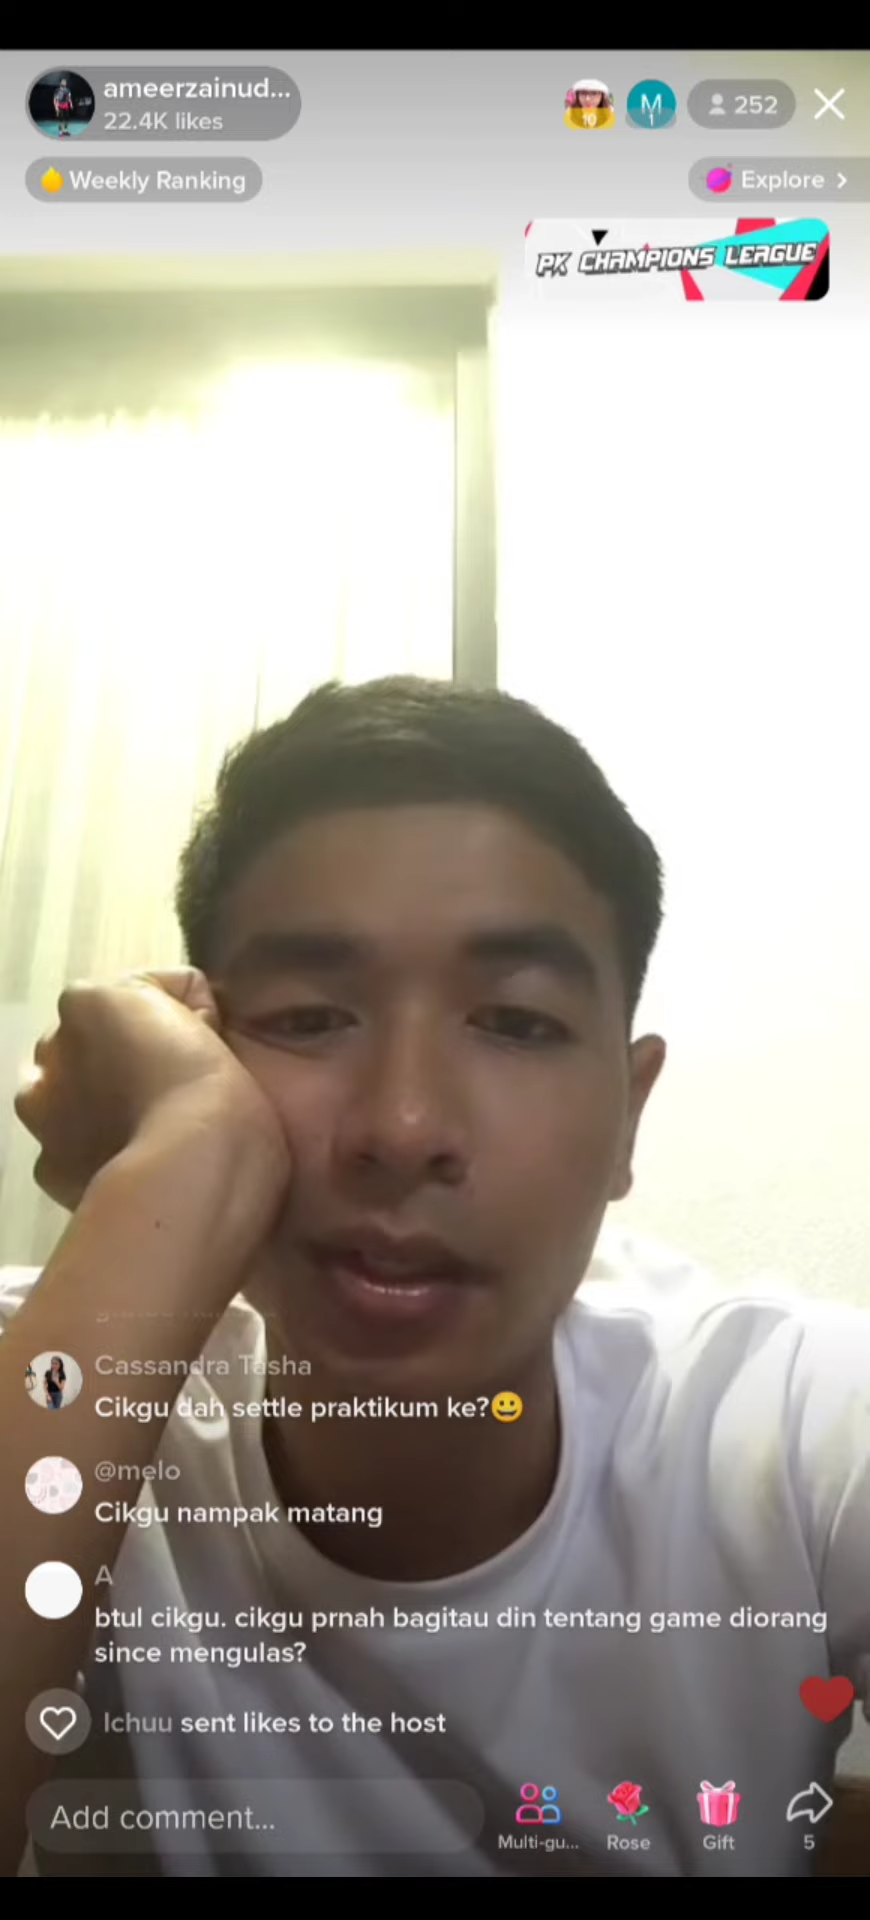 ameerzainud...
22.4K likes
10
M
1
252
Weekly Ranking
Explore >
PK CHAMPIONS LEAGUE
Cassandra Tasha
Cikgu dah settle praktikum ke?😀
@melo
Cikgu nampak matang
A
btul cikgu. cikgu prnah bagitau din tentang game diorang
since mengulas?
Ichuu sent likes to the host
Add comment...
Multi-gu...
Rose
Gift
5